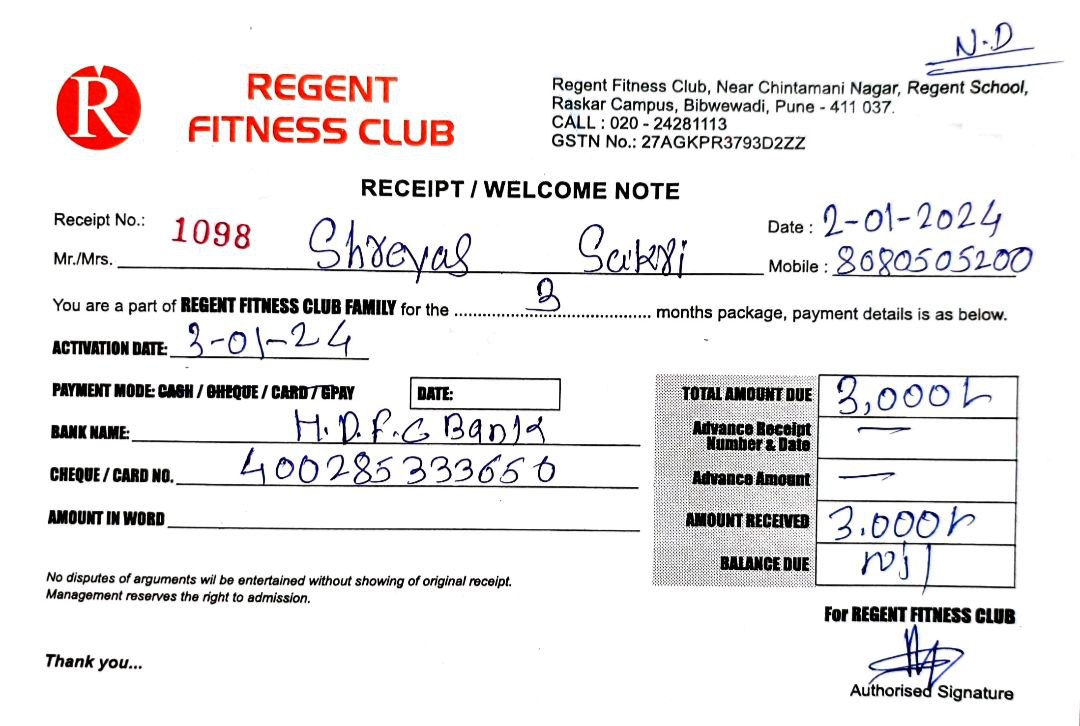 N.D
REGENT
FITNESS CLUB
Regent Fitness Club, Near Chintamani Nagar, Regent School,
Raskar Campus, Bibwewadi, Pune - 411 037.
CALL : 020 - 24281113
GSTN No.: 27AGKPR3793D2ZZ
RECEIPT / WELCOME NOTE
Receipt No.: 1098
Date : 2-01-2024
Mr./Mrs. Shreyas Sakri
Mobile : 8080505200
You are a part of REGENT FITNESS CLUB FAMILY for the 3 months package, payment details is as below.
ACTIVATION DATE: 3-01-24
PAYMENT MODE: CASH / CHEQUE / CARD / GPAY DATE:
TOTAL AMOUNT DUE 3,000/-
BANK NAME: H.D.F.C Bank
Advance Receipt
Number & Date —
CHEQUE / CARD NO. 400285333650
Advance Amount —
AMOUNT IN WORD
AMOUNT RECEIVED 3.000/-
BALANCE DUE nil
No disputes of arguments wil be entertained without showing of original receipt.
Management reserves the right to admission.
For REGENT FITNESS CLUB
Thank you...
Authorised Signature